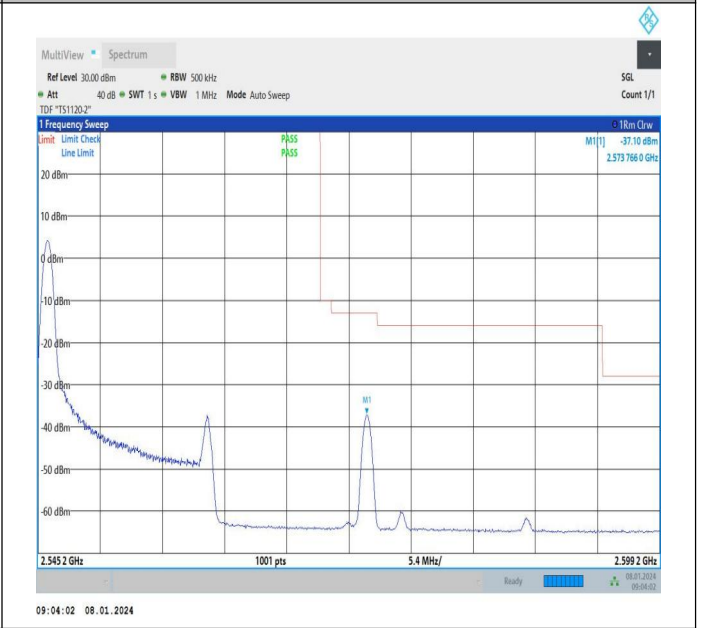 R&S
MultiView Spectrum
Ref Level 30.00 dBm RBW 500 kHz SGL
Att 40 dB SWT 1 s VBW 1 MHz Mode Auto Sweep Count 1/1
TDF "TS1120-2"
1 Frequency Sweep 1Rm Clrw
Limit Limit Check PASS M1[1] -37.10 dBm
Line Limit PASS 2.573 766 0 GHz
20 dBm
10 dBm
0 dBm
-10 dBm
-20 dBm
-30 dBm
M1
-40 dBm
-50 dBm
-60 dBm
2.545 2 GHz 1001 pts 5.4 MHz/ 2.599 2 GHz
Ready 08.01.2024
09:04:02
09:04:02 08.01.2024